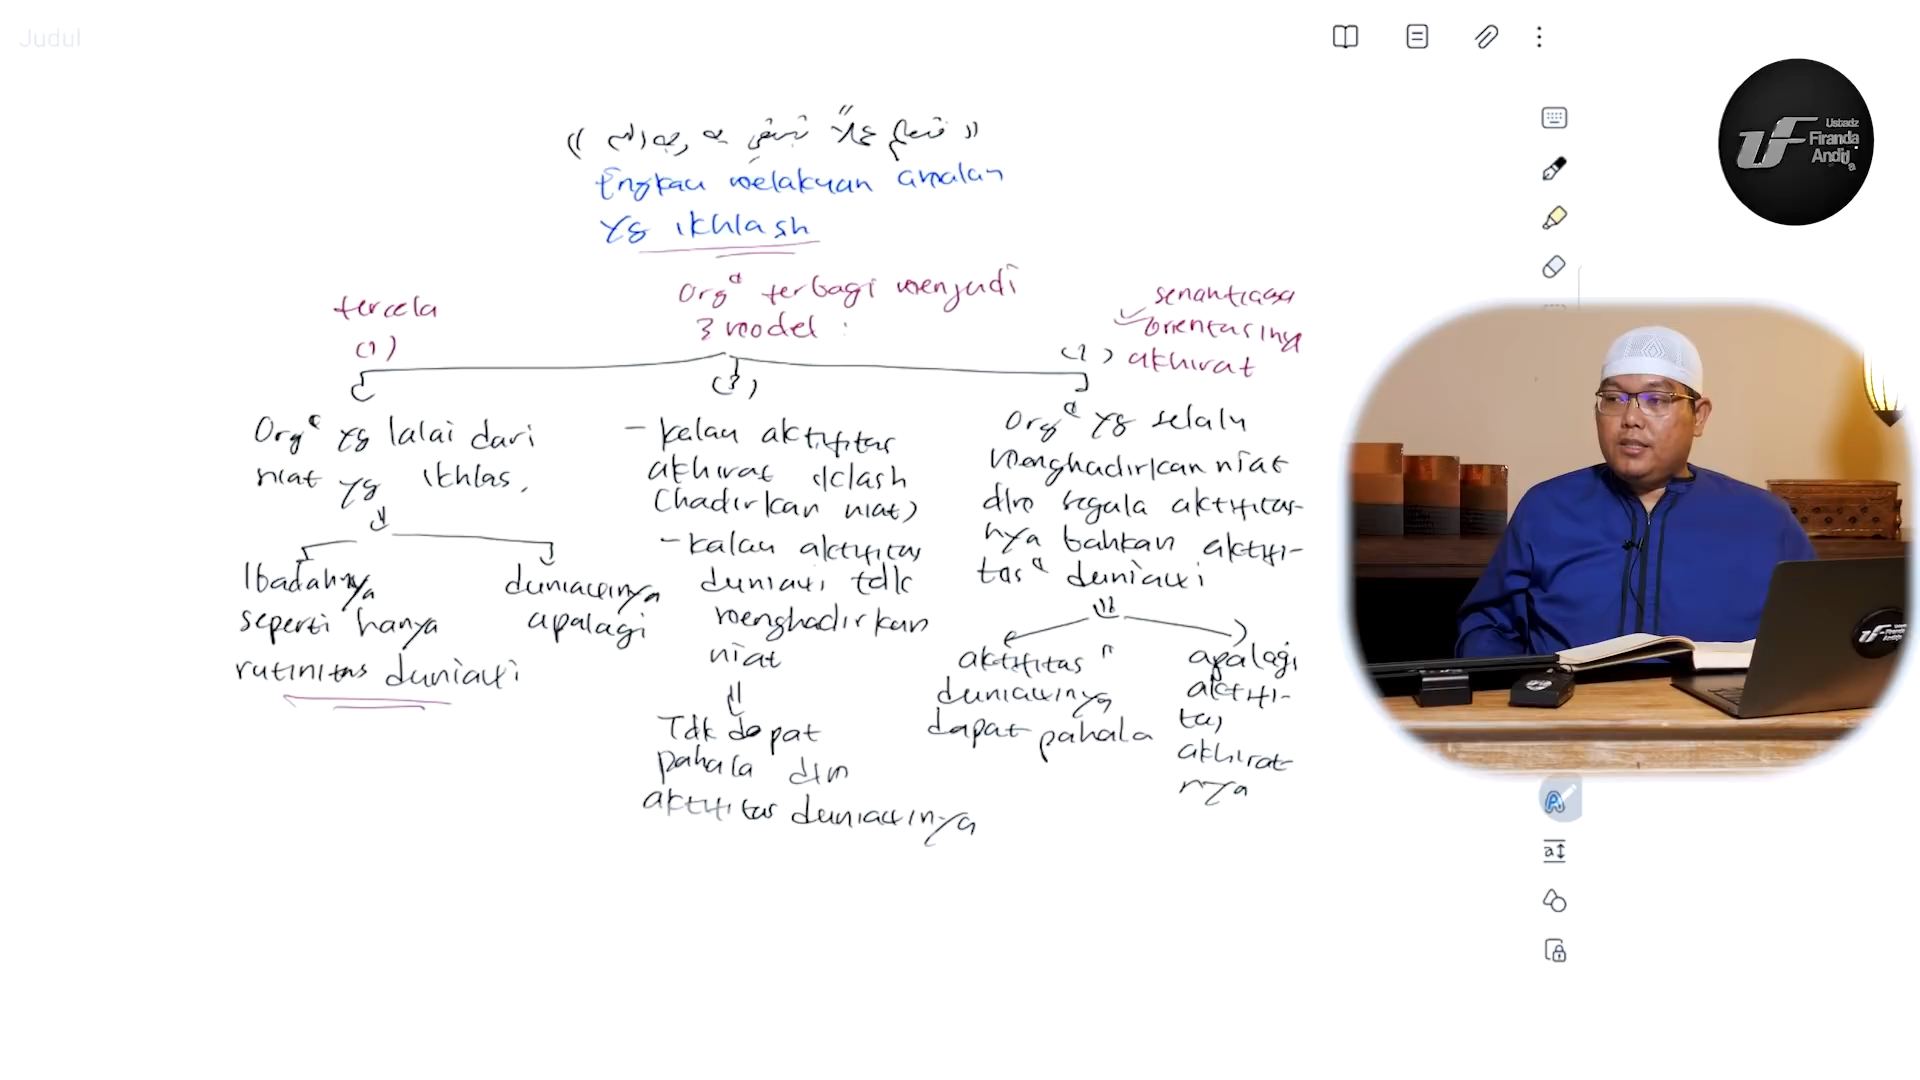 Judul
Ustadz
Firanda
Andirja
« فتعمل عملاً تبتغي به وجه الله »
Engkau melakukan amalan
yg ikhlash
Org² terbagi menjadi
3 model :
tercela
(1)
Org² yg lalai dari
niat yg ikhlas.
Ibadahnya
seperti hanya
rutinitas duniawi
duniawinya
apalagi
(3)
- kalau aktifitas
akhirat iklash
(hadirkan niat)
- kalau aktifitas
duniawi tdk
menghadirkan
niat
Tdk dapat
pahala dlm
aktifitas duniawinya
senantiasa
orientasinya
akhirat
Org² yg selalu
menghadirkan niat
dlm segala aktifitas-
nya bahkan aktifi-
tas² duniawi
aktifitas²
duniawinya
dapat pahala
apalagi
aktifi-
tas
akhirat
nya